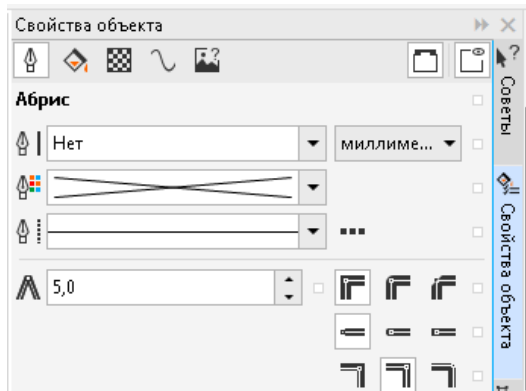 Свойства объекта
Абрис
Нет
миллиме...
5,0
Советы
Свойства объекта